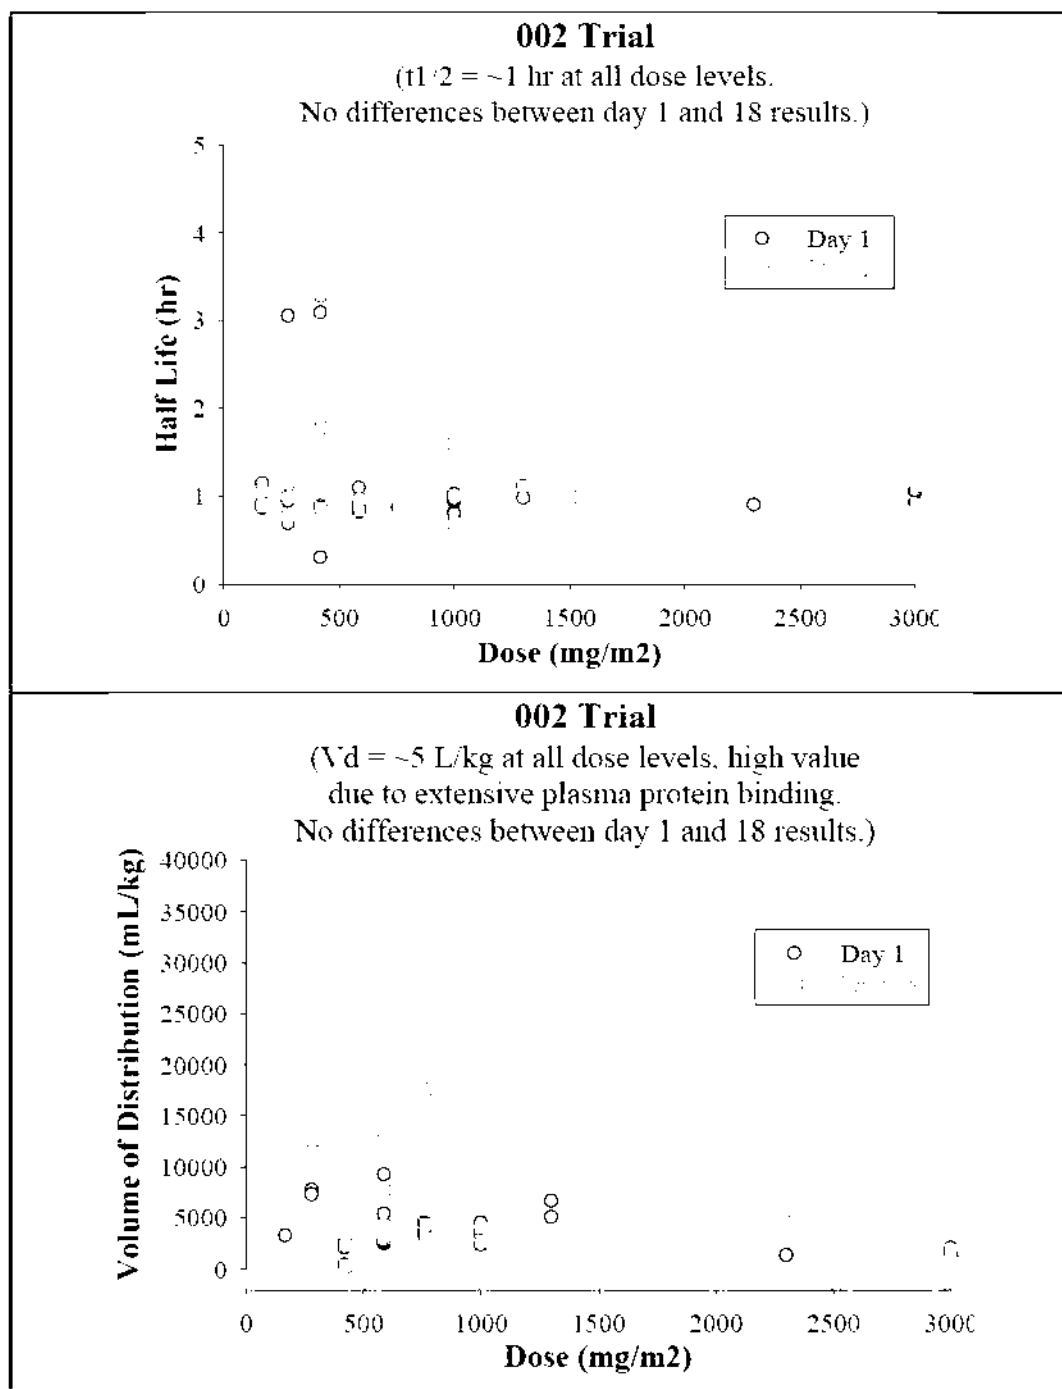 002 Trial
(t1/2 = ~1 hr at all dose levels.
No differences between day 1 and 18 results.)
5
4
3
2
1
0
Half Life (hr)
Day 1
0 500 1000 1500 2000 2500 3000
Dose (mg/m2)
002 Trial
(Vd = ~5 L/kg at all dose levels, high value
due to extensive plasma protein binding.
No differences between day 1 and 18 results.)
40000
35000
30000
25000
20000
15000
10000
5000
0
Volume of Distribution (mL/kg)
Day 1
0 500 1000 1500 2000 2500 3000
Dose (mg/m2)